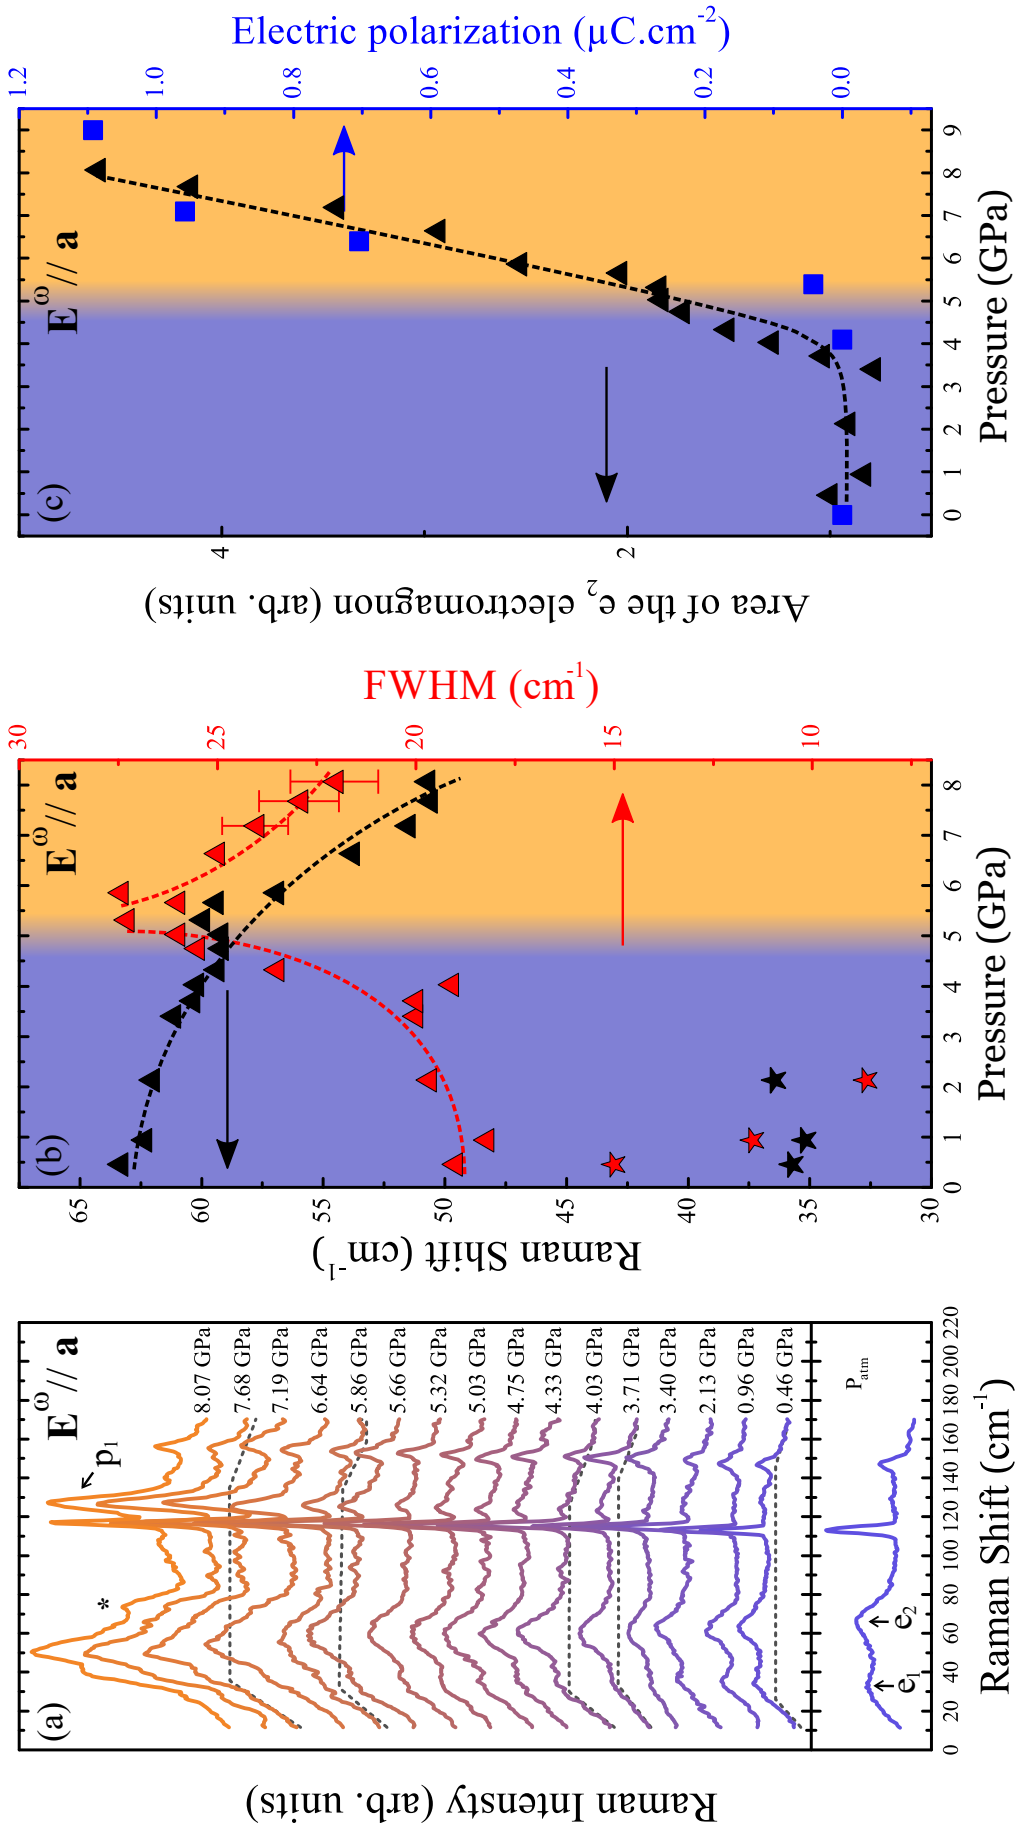 (a)
E^ω // a
p₁
*
8.07 GPa
7.68 GPa
7.19 GPa
6.64 GPa
5.86 GPa
5.66 GPa
5.32 GPa
5.03 GPa
4.75 GPa
4.33 GPa
4.03 GPa
3.71 GPa
3.40 GPa
2.13 GPa
0.96 GPa
0.46 GPa
P_atm
e₁
e₂
0 20 40 60 80 100 120 140 160 180 200 220
Raman Shift (cm⁻¹)
Raman Intensty (arb. units)
(b)
E^ω // a
65
60
55
50
45
40
35
30
Raman Shift (cm⁻¹)
0 1 2 3 4 5 6 7 8
Pressure (GPa)
30
25
20
15
10
FWHM (cm⁻¹)
(c)
E^ω // a
4
2
Area of the e₂ electromagnon (arb. units)
0 1 2 3 4 5 6 7 8 9
Pressure (GPa)
1.2
1.0
0.8
0.6
0.4
0.2
0.0
Electric polarization (µC.cm⁻²)